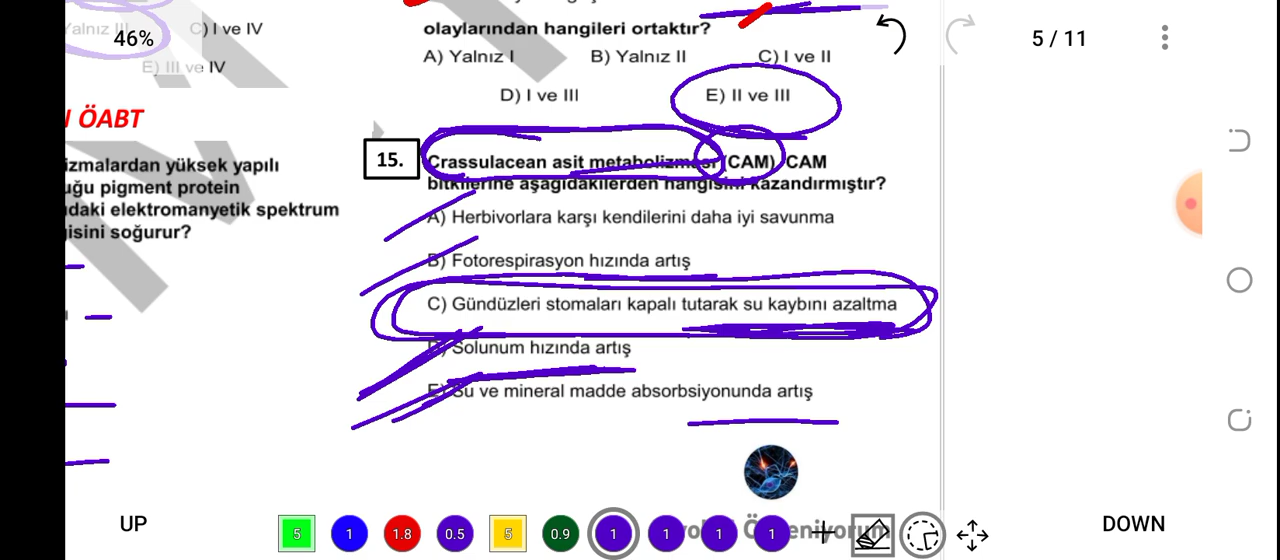 Yalnız III
C) I ve IV
E) III ve IV
ÖABT
izmalardan yüksek yapılı
uğu pigment protein
daki elektromanyetik spektrum
gisini soğurur?
olaylarından hangileri ortaktır?
A) Yalnız I B) Yalnız II C) I ve II
D) I ve III E) II ve III
15. Crassulacean asit metabolizması (CAM), CAM
bitkilerine aşağıdakilerden hangisini kazandırmıştır?
A) Herbivorlara karşı kendilerini daha iyi savunma
B) Fotorespirasyon hızında artış
C) Gündüzleri stomaları kapalı tutarak su kaybını azaltma
D) Solunum hızında artış
E) Su ve mineral madde absorbsiyonunda artış
46%
5 / 11
UP
5 1 1.8 0.5 5 0.9 1 1 1 1
DOWN